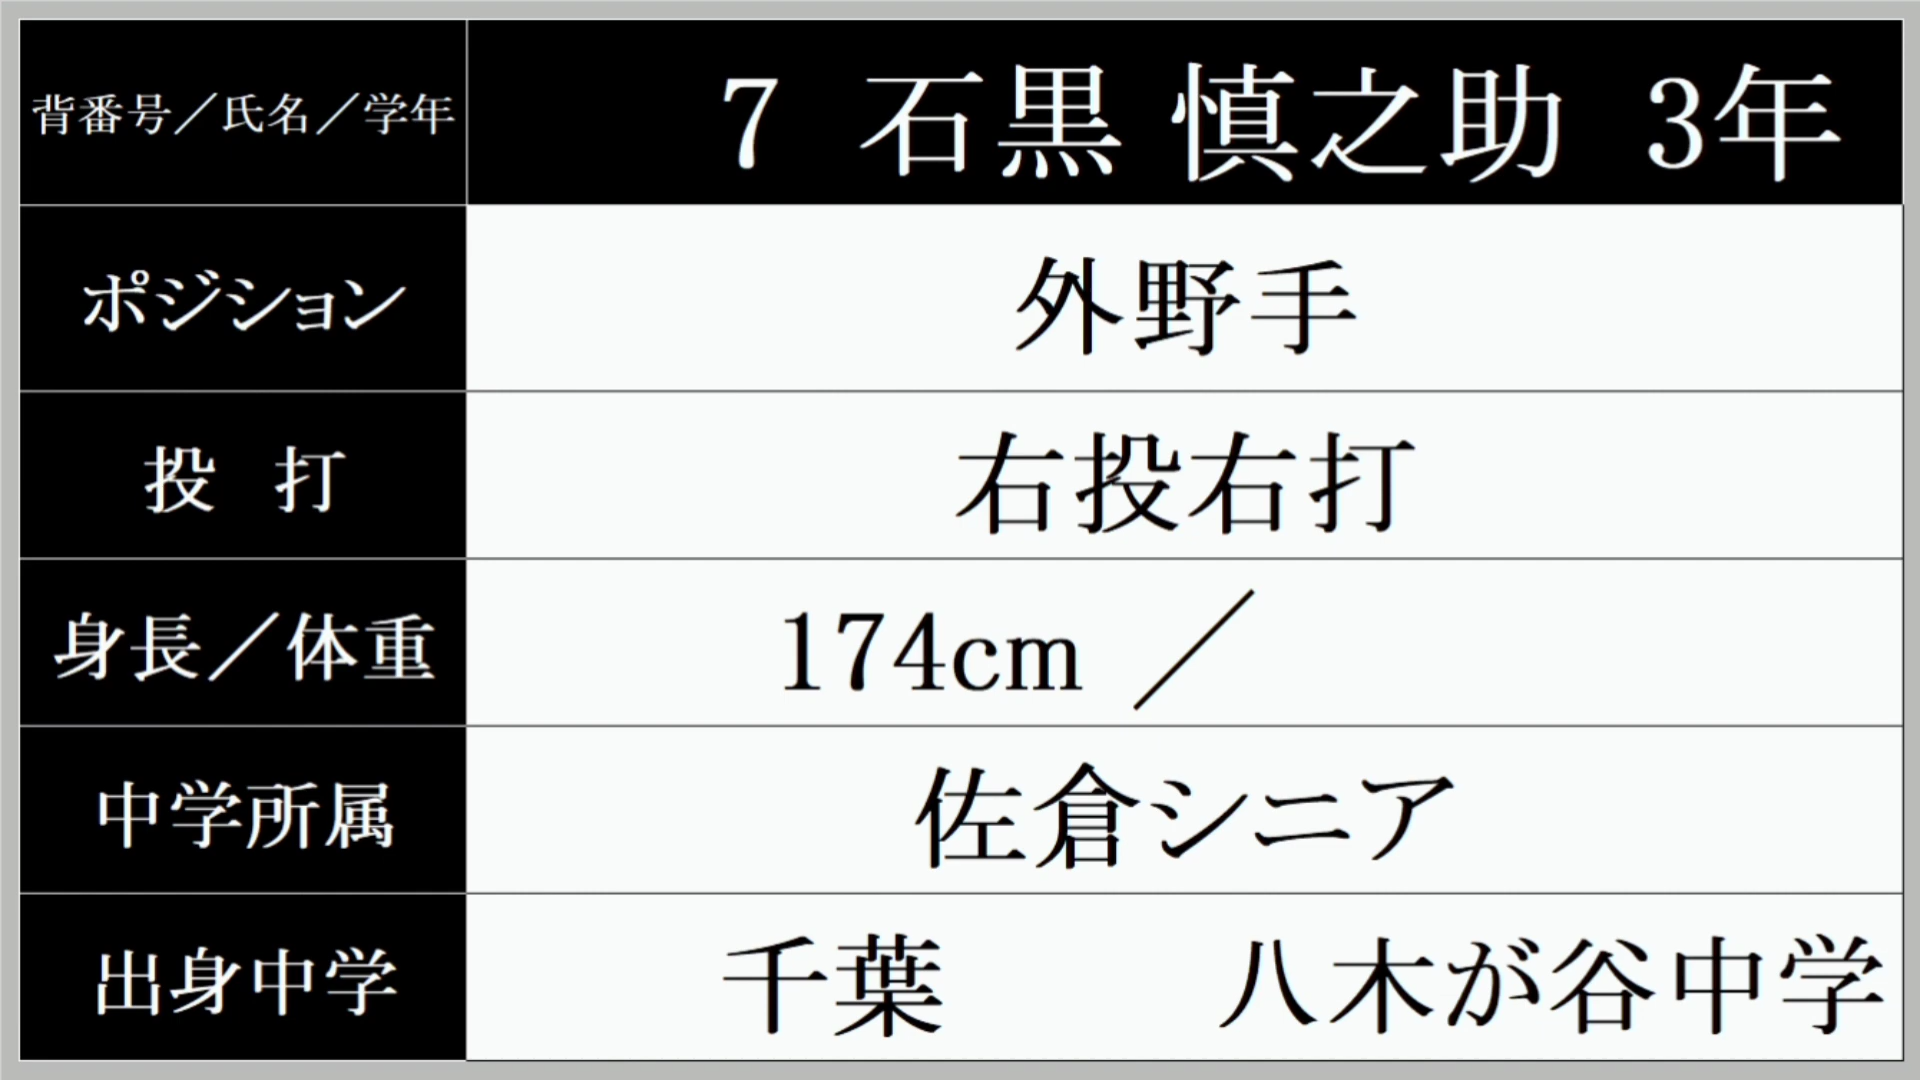 背番号／氏名／学年 7 石黒 慎之助 3年
ポジション 外野手
投 打 右投右打
身長／体重 174cm ／
中学所属 佐倉シニア
出身中学 千葉 八木が谷中学